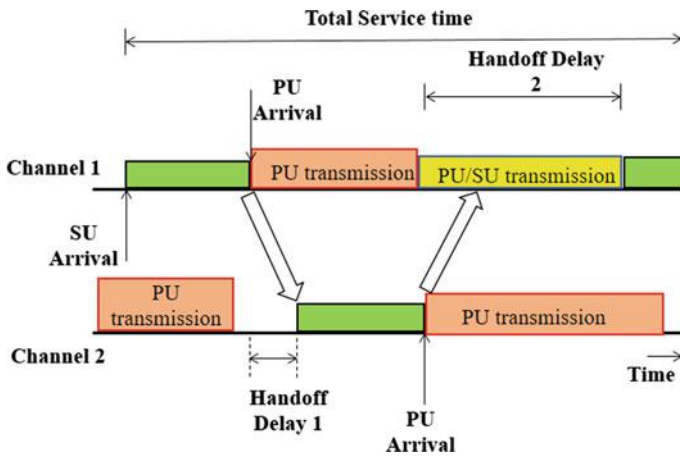 Total Service time
Handoff Delay
2
PU
Arrival
Channel 1
PU transmission
PU/SU transmission
SU
Arrival
PU
transmission
PU transmission
Channel 2
Time
Handoff
Delay 1
PU
Arrival